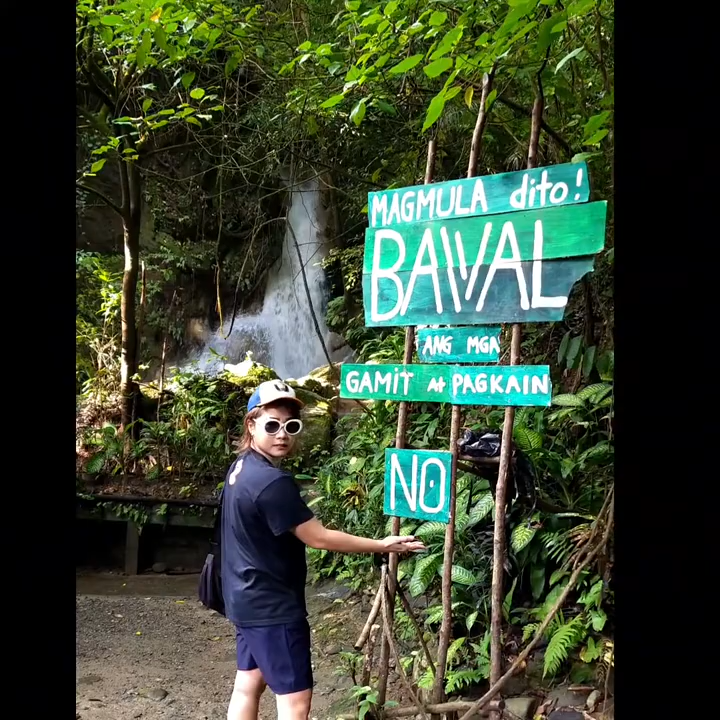 MAGMULA dito!
BAWAL
ANG MGA
GAMIT At PAGKAIN
NO